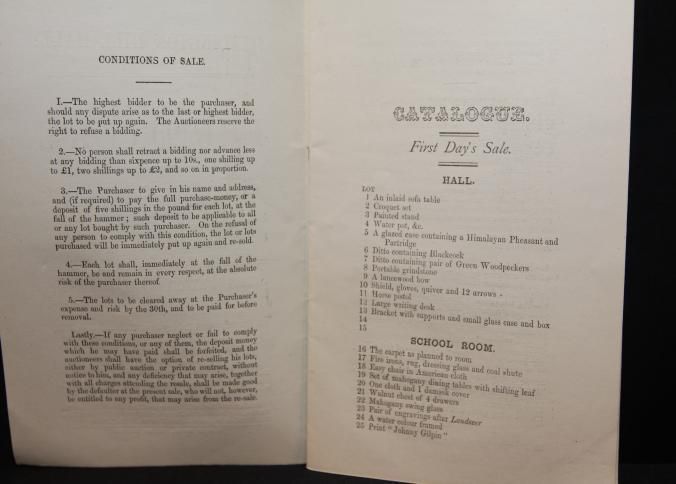 CONDITIONS OF SALE.
I.—The highest bidder to be the purchaser, and
should any dispute arise as to the last or highest bidder,
the lot to be put up again. The Auctioneers reserve the
right to refuse a bidding.
2.—No person shall retract a bidding nor advance less
at any bidding than sixpence up to 10s., one shilling up
to £1, two shillings up to £2, and so on in proportion.
3.—The Purchaser to give in his name and address,
and (if required) to pay the full purchase-money, or a
deposit of five shillings in the pound for each lot, at the
fall of the hammer; such deposit to be applicable to all
or any lot bought by such purchaser. On the refusal of
any person to comply with this condition, the lot or lots
purchased will be immediately put up again and re-sold.
4.—Each lot shall, immediately at the fall of the
hammer, be and remain in every respect, at the absolute
risk of the purchaser thereof.
5.—The lots to be cleared away at the Purchaser's
expense and risk by the 30th, and to be paid for before
removal.
Lastly.—If any purchaser neglect or fail to comply
with these conditions, or any of them, the deposit money
which he may have paid shall be forfeited, and the
auctioneers shall have the option of re-selling his lots,
either by public auction or private contract, without
notice to him, and any deficiency that may arise, together
with all charges attending the resale, shall be made good
by the defaulter at the present sale, who will not, however,
be entitled to any profit, that may arise from the re-sale.
CATALOGUE.
First Day's Sale.
HALL.
LOT
1 An inlaid sofa table
2 Croquet set
3 Painted stand
4 Water pot, &c.
5 A glazed case containing a Himalayan Pheasant and
Partridge
6 Ditto containing Blackcock
7 Ditto containing pair of Green Woodpeckers
8 Portable grindstone
9 A lancewood bow
10 Shield, gloves, quiver and 12 arrows
11 Horse pistol
12 Large writing desk
13 Bracket with supports and small glass case and box
14
15
SCHOOL ROOM.
16 The carpet as planned to room
17 Fire irons, rug, dressing glass and coal shute
18 Easy chair in American cloth
19 Set of mahogany dining tables with shifting leaf
20 One cloth and 1 damask cover
21 Walnut chest of 4 drawers
22 Mahogany swing glass
23 Pair of engravings after Landseer
24 A water colour framed
25 Print "Johnny Gilpin"